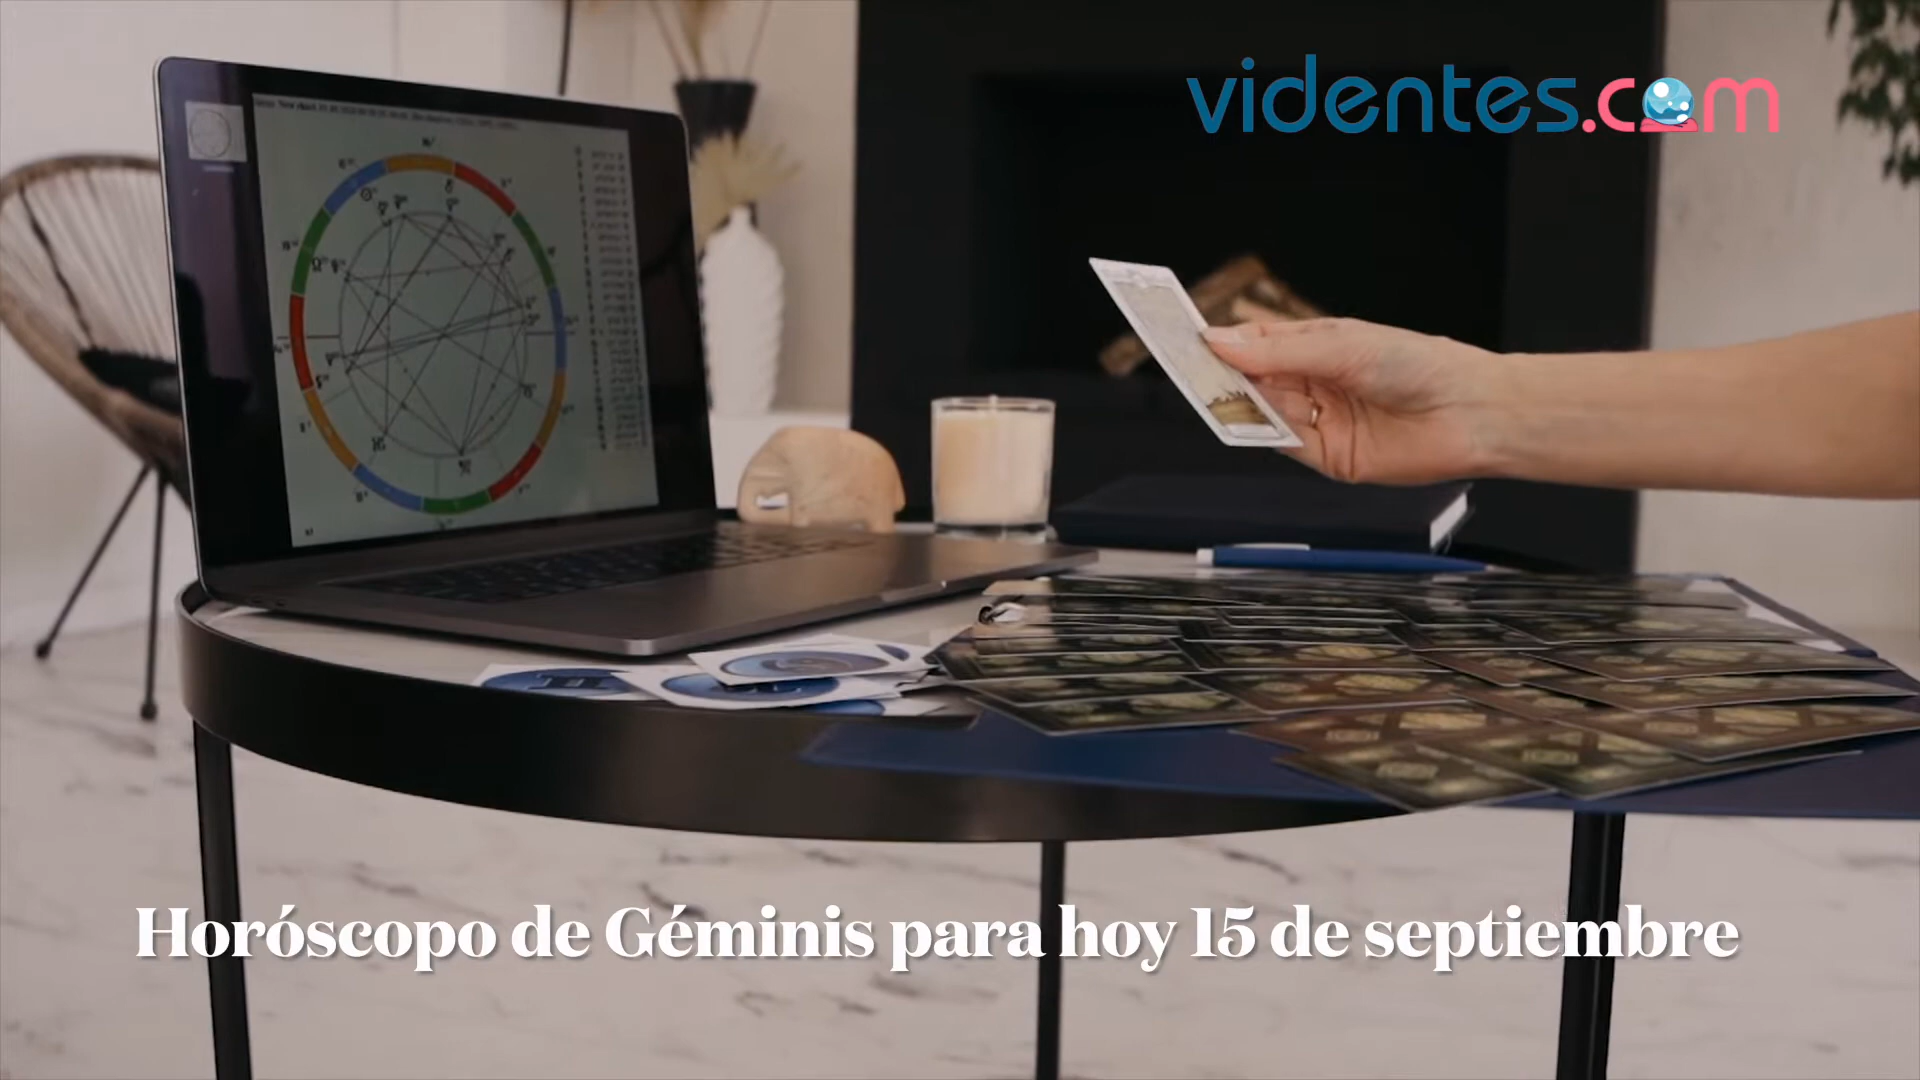 videntes.com
Horóscopo de Géminis para hoy 15 de septiembre